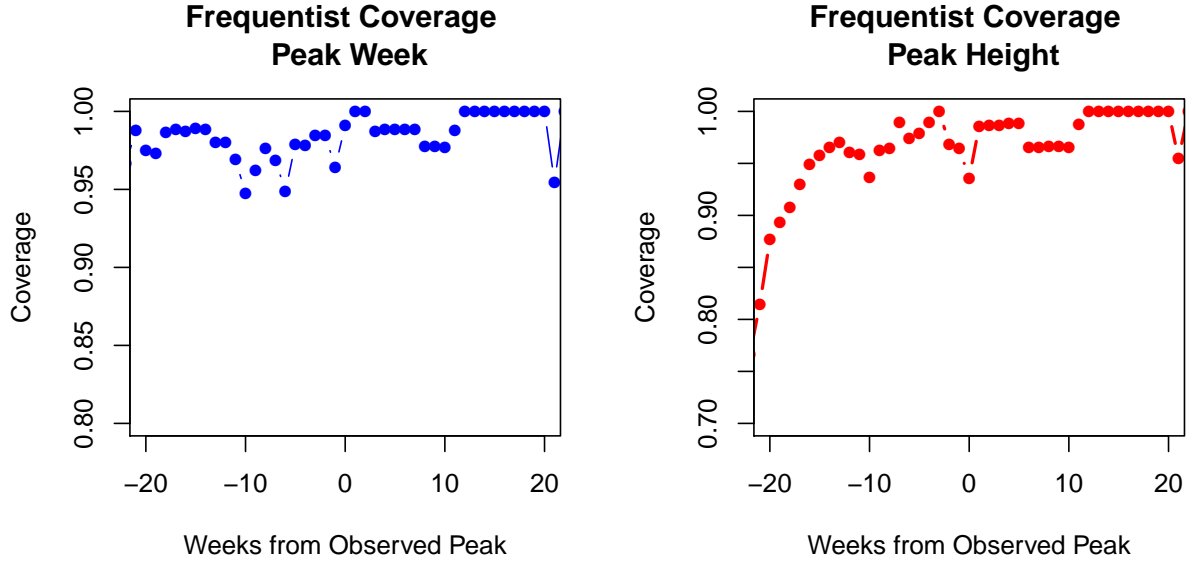 Frequentist Coverage
Peak Week
Coverage
1.00
0.95
0.90
0.85
0.80
−20 −10 0 10 20
Weeks from Observed Peak
Frequentist Coverage
Peak Height
Coverage
1.00
0.90
0.80
0.70
−20 −10 0 10 20
Weeks from Observed Peak